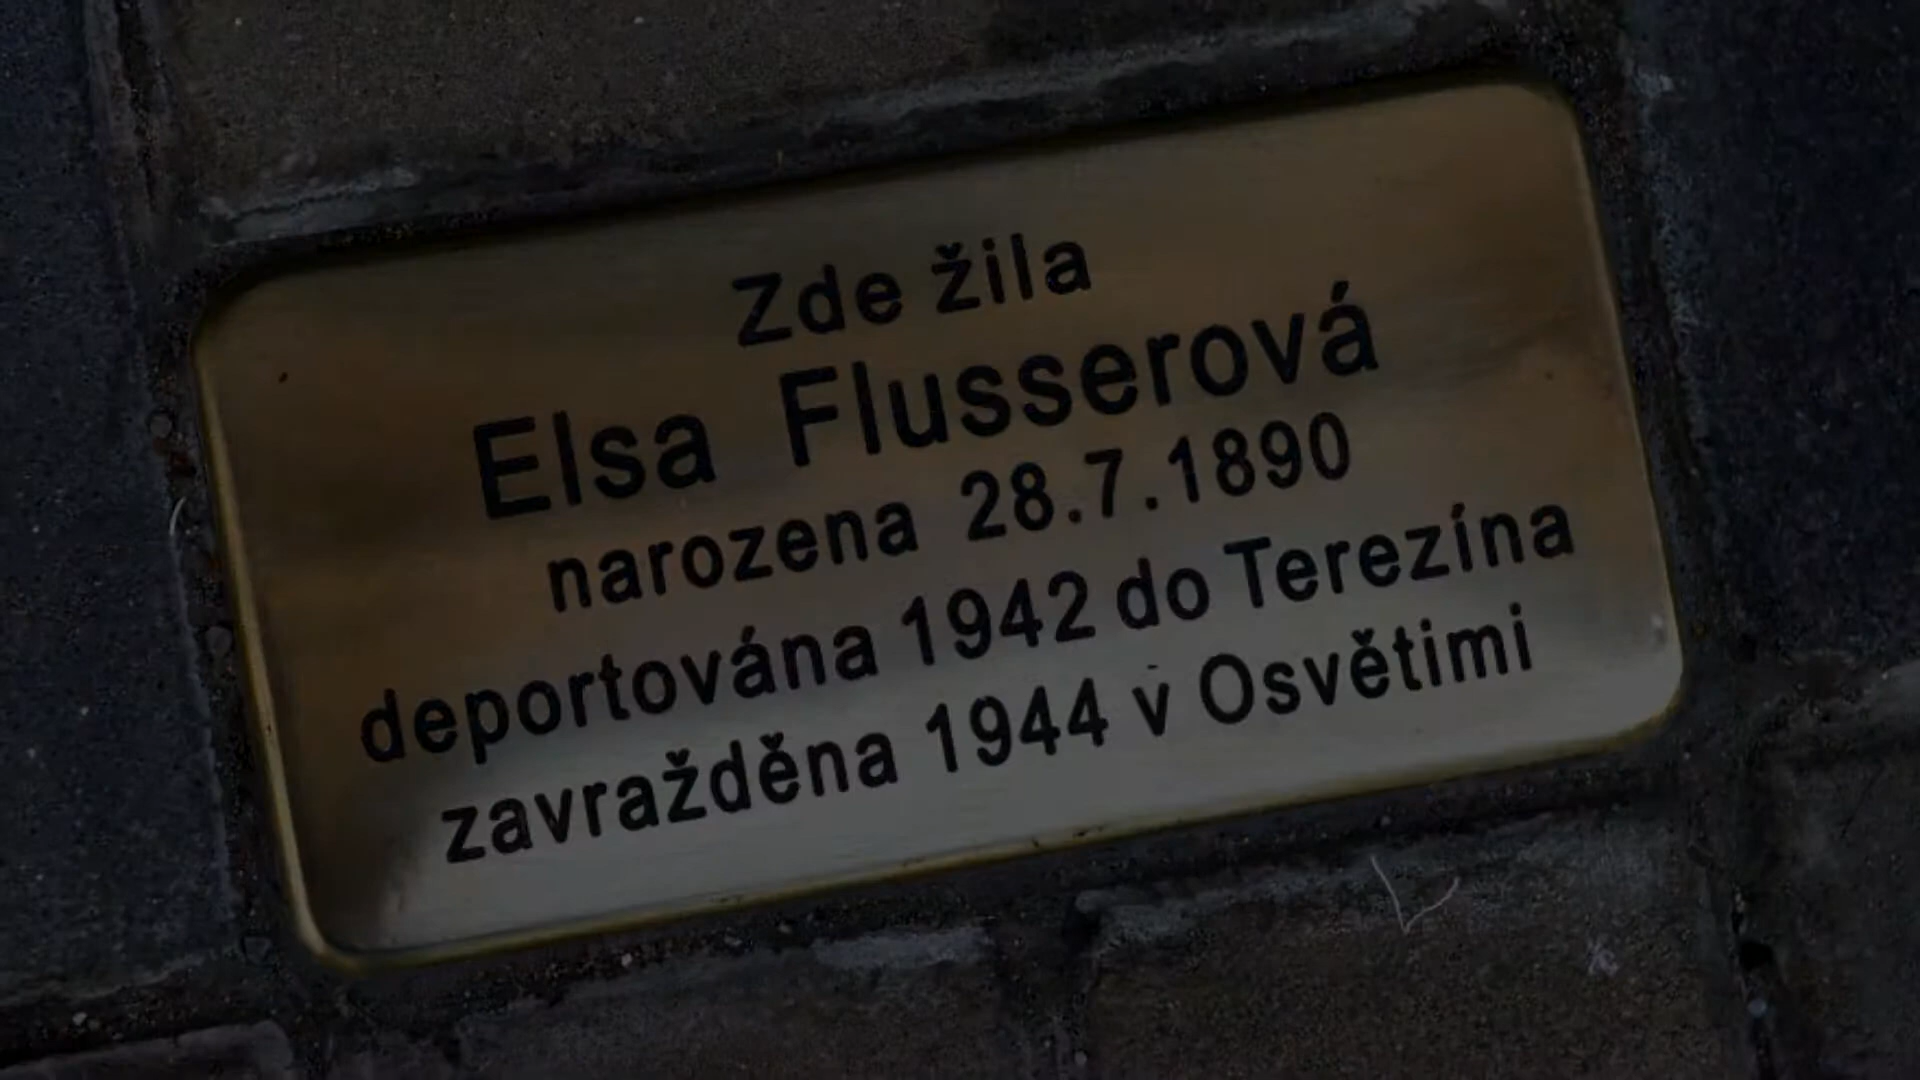 Zde žila
Elsa Flusserová
narozena 28.7.1890
deportována 1942 do Terezína
zavražděna 1944 v Osvětimi